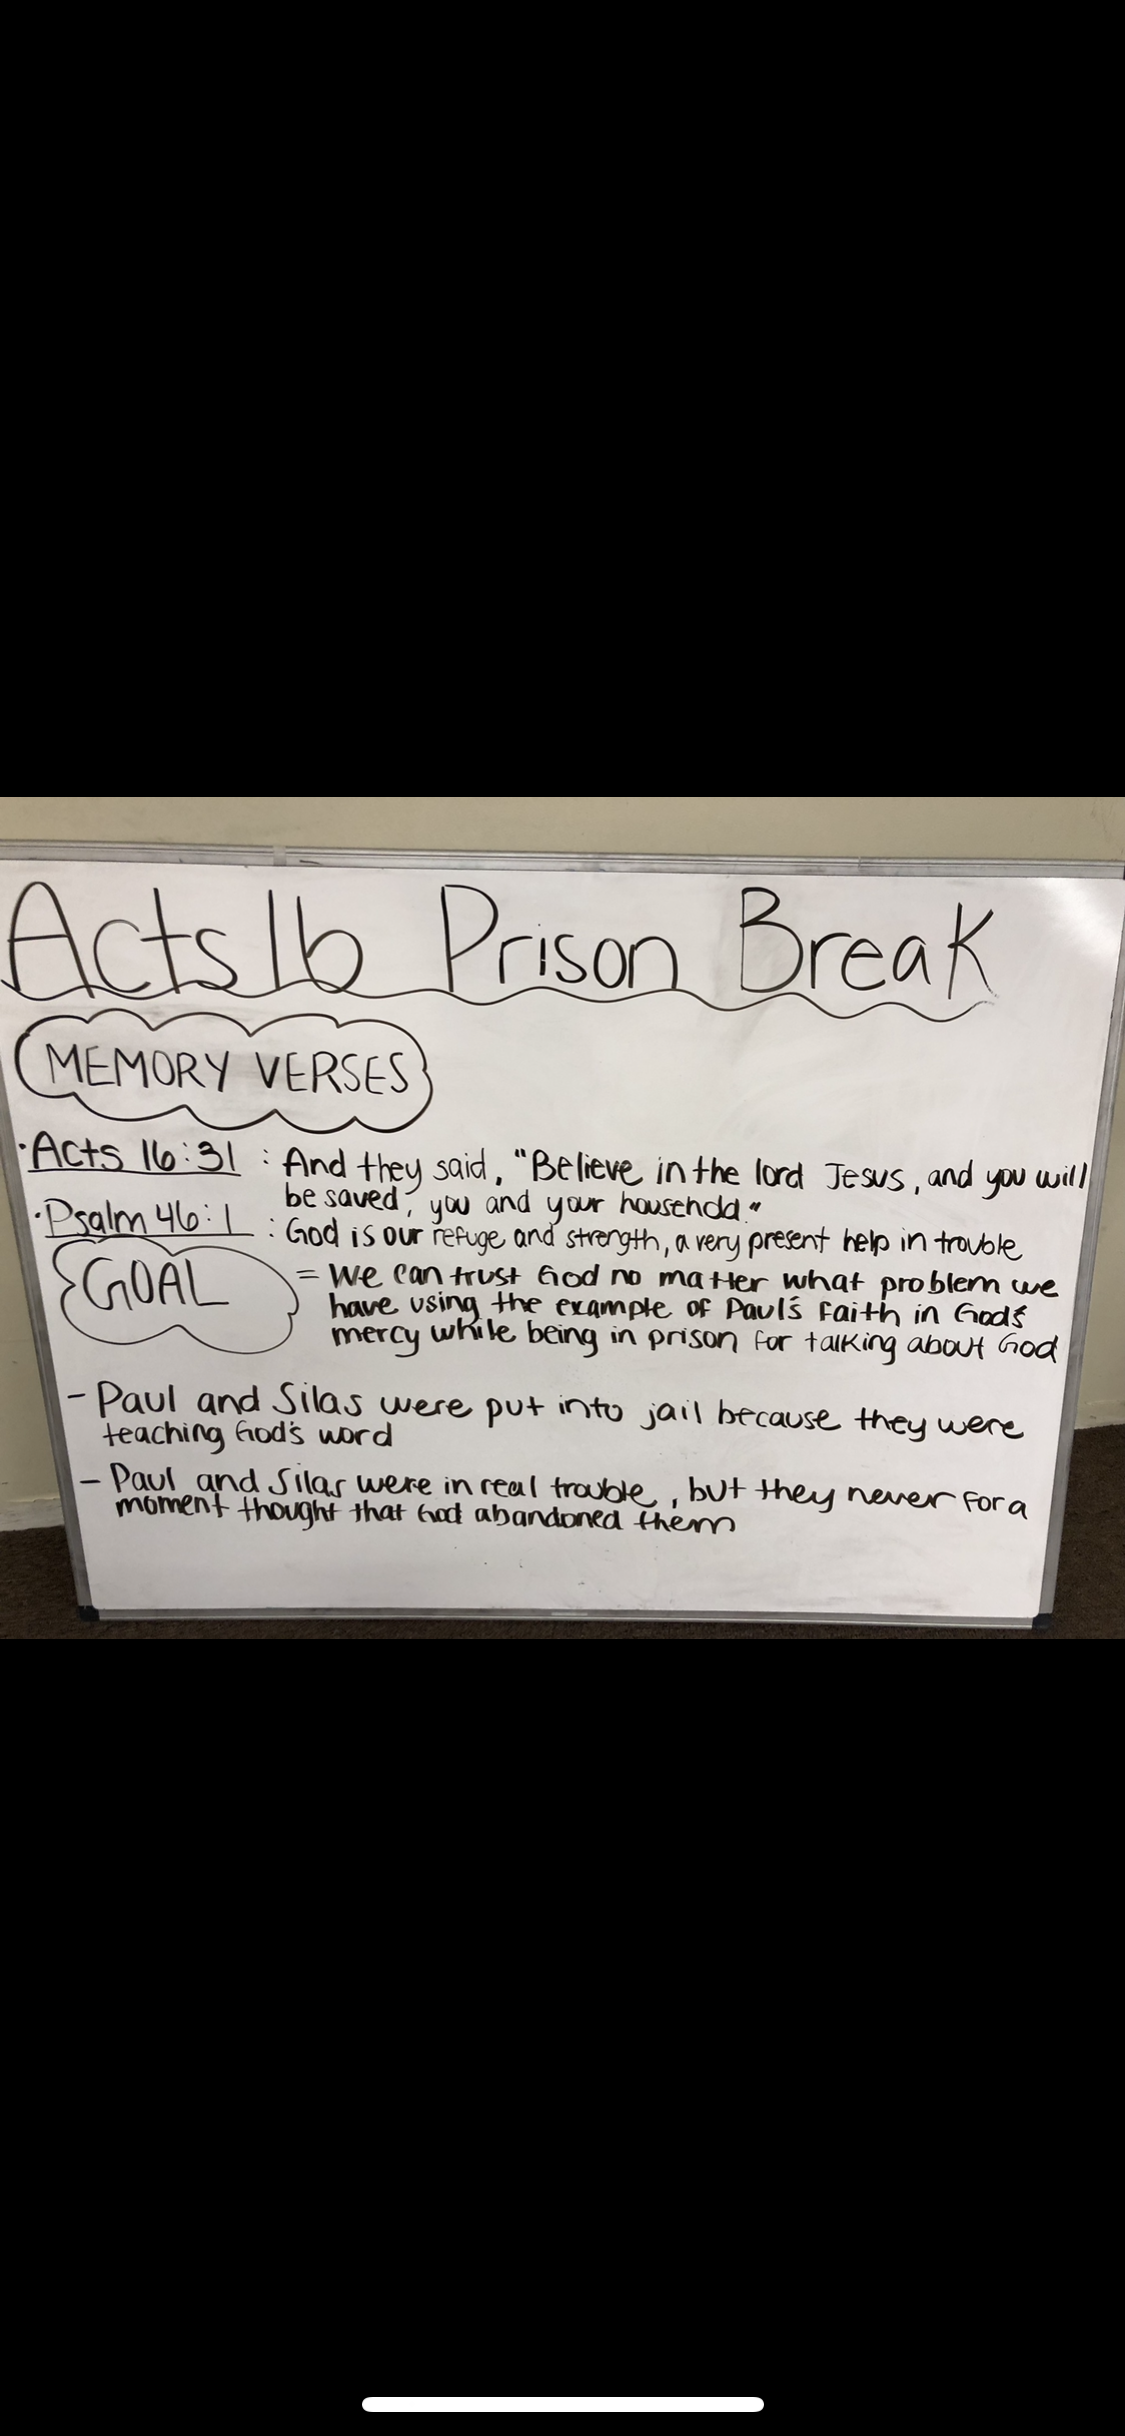 Acts 16 Prison Break
MEMORY VERSES
·Acts 16:31 : And they said, "Believe in the lord Jesus, and you will
be saved, you and your household."
·Psalm 46:1 : God is our refuge and strength, a very present help in trouble
GOAL = We can trust God no matter what problem we
have using the example of Paul's faith in God's
mercy while being in prison for talking about God
- Paul and Silas were put into jail because they were
teaching God's word
- Paul and Silas were in real trouble, but they never for a
moment thought that God abandoned them